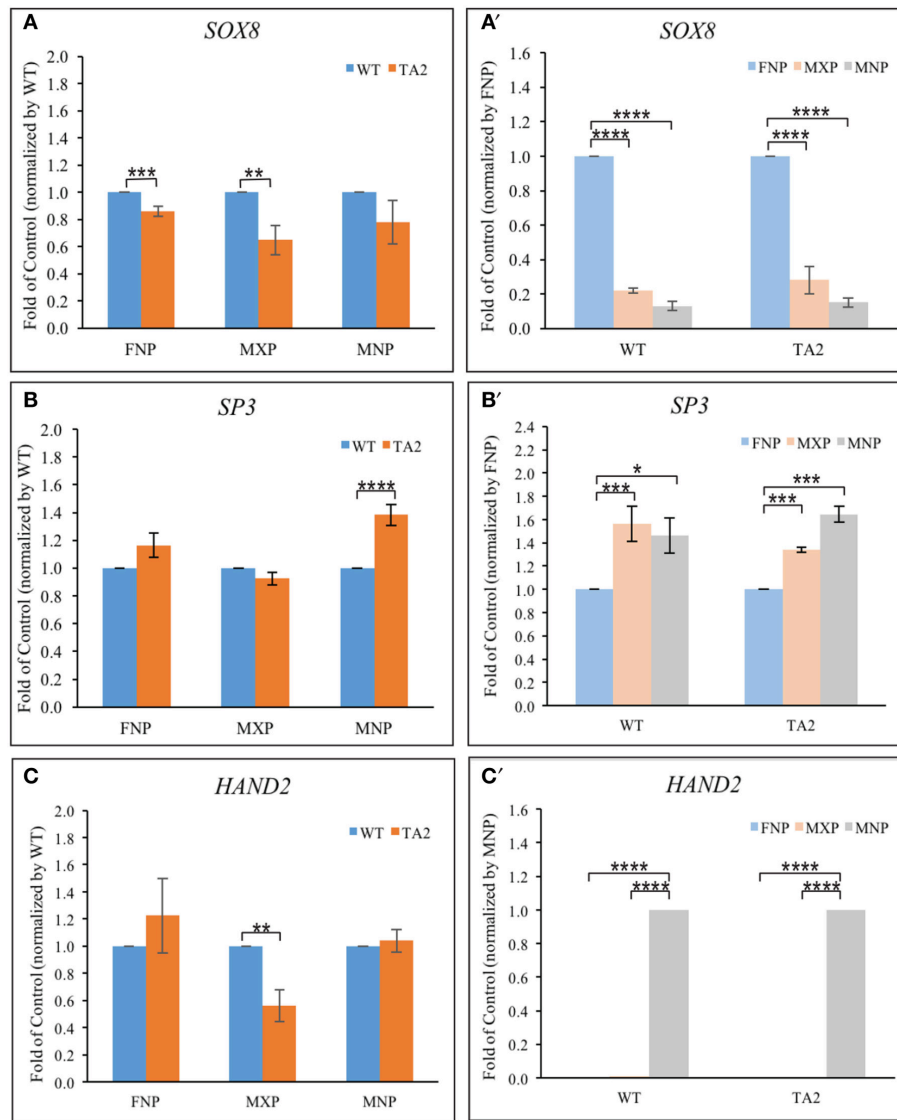 A
SOX8
WT TA2
Fold of Control (normalized by WT)
2.0
1.8
1.6
1.4
1.2
1.0
0.8
0.6
0.4
0.2
0.0
*** **
FNP MXP MNP
A′
SOX8
FNP MXP MNP
Fold of Control (normalized by FNP)
1.6
1.4
1.2
1.0
0.8
0.6
0.4
0.2
0.0
**** ****
**** ****
WT TA2
B
SP3
WT TA2
Fold of Control (normalized by WT)
2.0
1.8
1.6
1.4
1.2
1.0
0.8
0.6
0.4
0.2
0.0
****
FNP MXP MNP
B′
SP3
FNP MXP MNP
Fold of Control (normalized by FNP)
2.4
2.2
2.0
1.8
1.6
1.4
1.2
1.0
0.8
0.6
0.4
0.2
0.0
* ***
*** ***
WT TA2
C
HAND2
WT TA2
Fold of Control (normalized by WT)
2.0
1.8
1.6
1.4
1.2
1.0
0.8
0.6
0.4
0.2
0.0
**
FNP MXP MNP
C′
HAND2
FNP MXP MNP
Fold of Control (normalized by MNP)
1.6
1.4
1.2
1.0
0.8
0.6
0.4
0.2
0.0
**** ****
**** ****
WT TA2